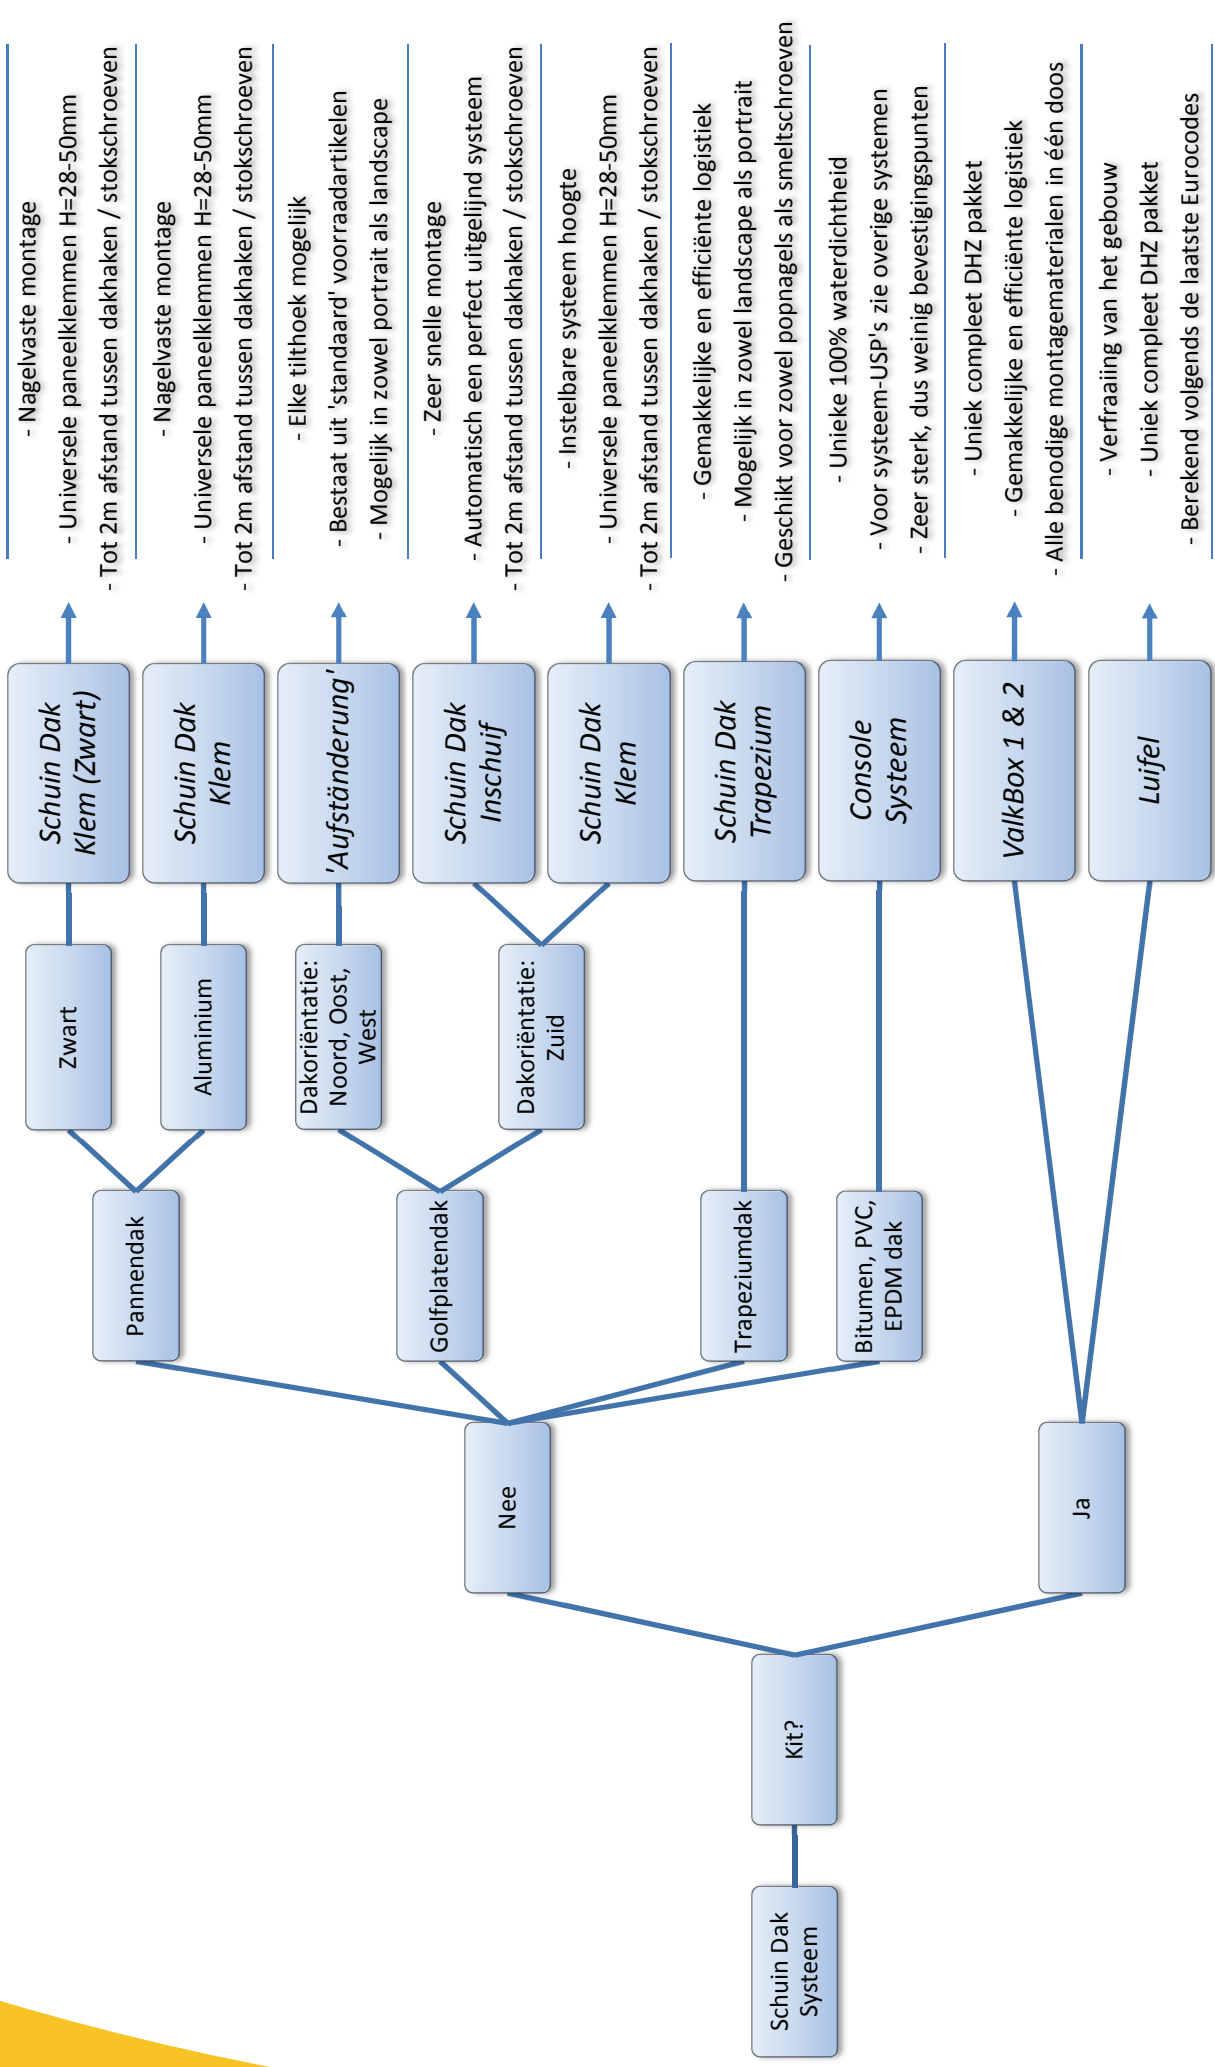 Schuin Dak
Systeem
Kit?
Nee
Ja
Pannendak
Golfplatendak
Trapeziumdak
Bitumen, PVC,
EPDM dak
Zwart
Aluminium
Dakoriëntatie:
Noord, Oost,
West
Dakoriëntatie:
Zuid
Schuin Dak
Klem (Zwart)
Schuin Dak
Klem
'Aufständerung'
Schuin Dak
Inschuif
Schuin Dak
Klem
Schuin Dak
Trapezium
Console
Systeem
ValkBox 1 & 2
Luifel
- Nagelvaste montage
- Universele paneelklemmen H=28-50mm
- Tot 2m afstand tussen dakhaken / stokschroeven
- Nagelvaste montage
- Universele paneelklemmen H=28-50mm
- Tot 2m afstand tussen dakhaken / stokschroeven
- Elke tilthoek mogelijk
- Bestaat uit 'standaard' voorraadartikelen
- Mogelijk in zowel portrait als landscape
- Zeer snelle montage
- Automatisch een perfect uitgelijnd systeem
- Tot 2m afstand tussen dakhaken / stokschroeven
- Instelbare systeem hoogte
- Universele paneelklemmen H=28-50mm
- Tot 2m afstand tussen dakhaken / stokschroeven
- Gemakkelijke en efficiënte logistiek
- Mogelijk in zowel landscape als portrait
- Geschikt voor zowel popnagels als smeltschroeven
- Unieke 100% waterdichtheid
- Voor systeem-USP's zie overige systemen
- Zeer sterk, dus weinig bevestigingspunten
- Uniek compleet DHZ pakket
- Gemakkelijke en efficiënte logistiek
- Alle benodige montagematerialen in één doos
- Verfraaiing van het gebouw
- Uniek compleet DHZ pakket
- Berekend volgends de laatste Eurocodes